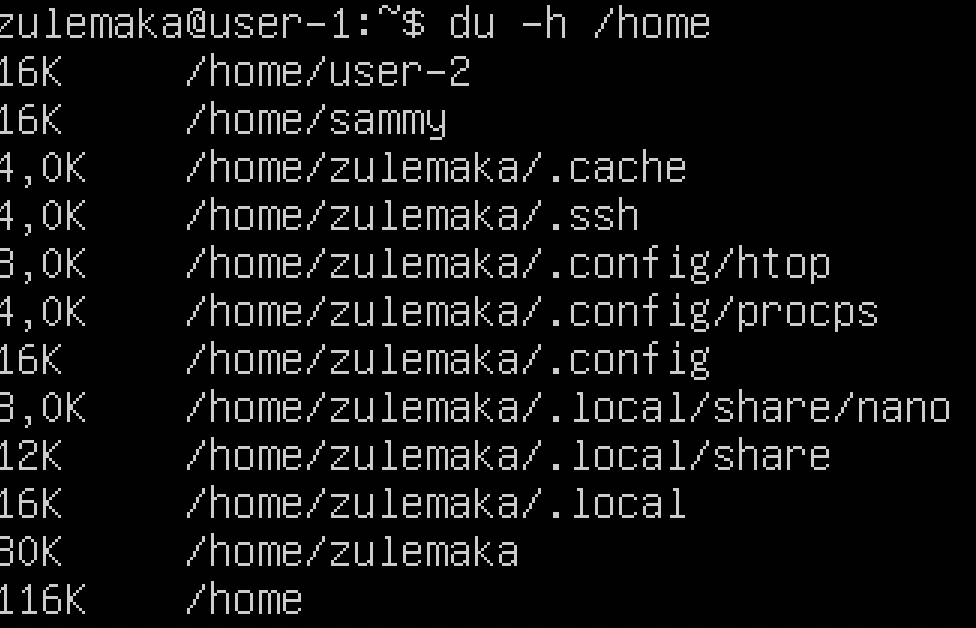 zulemaka@user-1:~$ du -h /home
16K /home/user-2
16K /home/sammy
4,0K /home/zulemaka/.cache
4,0K /home/zulemaka/.ssh
8,0K /home/zulemaka/.config/htop
4,0K /home/zulemaka/.config/procps
16K /home/zulemaka/.config
8,0K /home/zulemaka/.local/share/nano
12K /home/zulemaka/.local/share
16K /home/zulemaka/.local
80K /home/zulemaka
116K /home